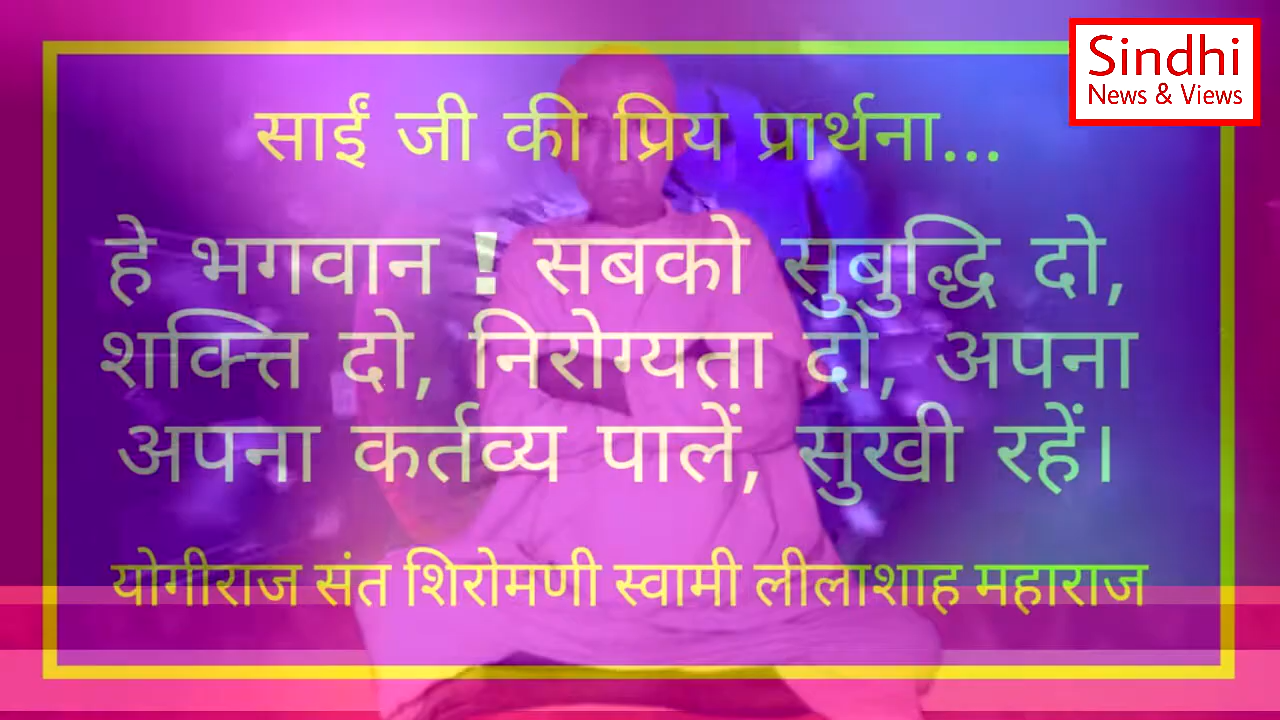 Sindhi
News & Views
साईं जी की प्रिय प्रार्थना...
हे भगवान ! सबको सुबुद्धि दो,
शक्ति दो, निरोग्यता दो, अपना
अपना कर्तव्य पालें, सुखी रहें।
योगीराज संत शिरोमणी स्वामी लीलाशाह महाराज